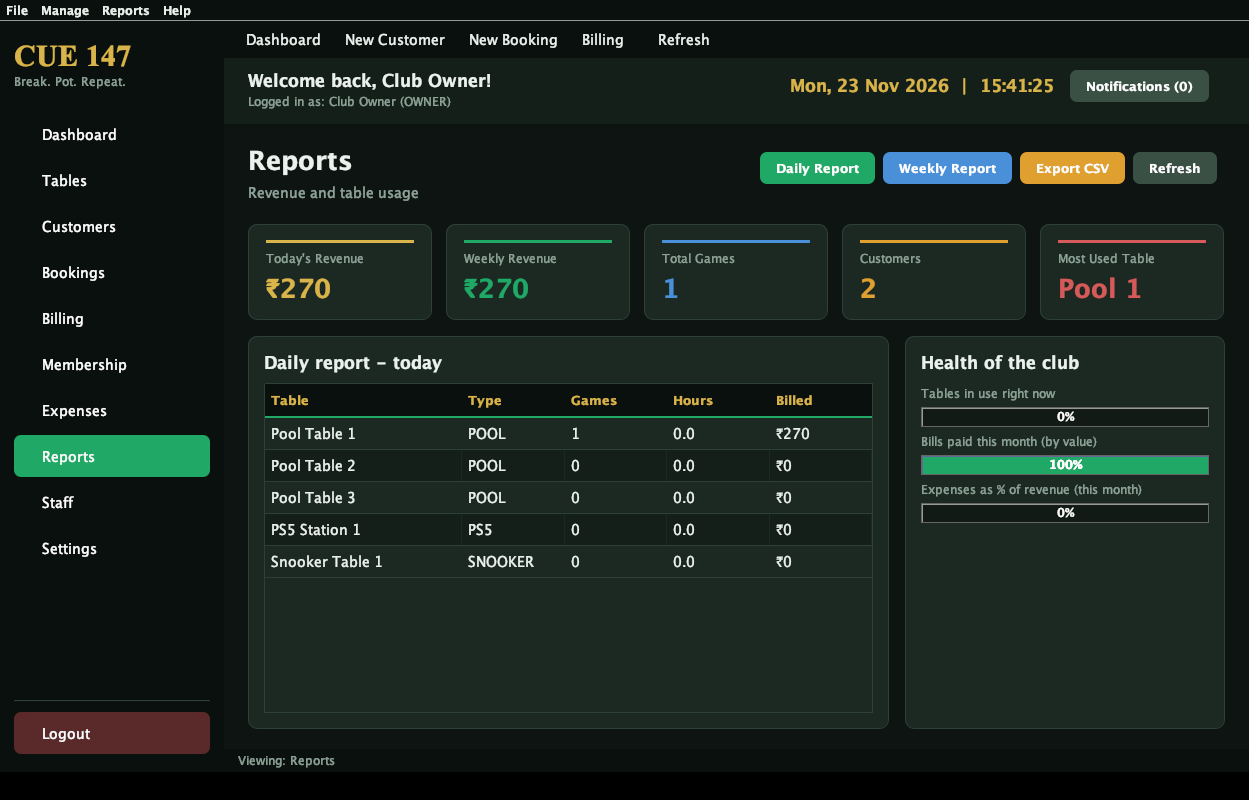 File Manage Reports Help
CUE 147
Break. Pot. Repeat.
Dashboard
Tables
Customers
Bookings
Billing
Membership
Expenses
Reports
Staff
Settings
Logout
Dashboard New Customer New Booking Billing Refresh
Welcome back, Club Owner!
Logged in as: Club Owner (OWNER)
Mon, 23 Nov 2026 | 15:41:25
Notifications (0)
Reports
Revenue and table usage
Daily Report Weekly Report Export CSV Refresh
Today's Revenue
₹270
Weekly Revenue
₹270
Total Games
1
Customers
2
Most Used Table
Pool 1
Daily report – today
Table Type Games Hours Billed
Pool Table 1 POOL 1 0.0 ₹270
Pool Table 2 POOL 0 0.0 ₹0
Pool Table 3 POOL 0 0.0 ₹0
PS5 Station 1 PS5 0 0.0 ₹0
Snooker Table 1 SNOOKER 0 0.0 ₹0
Health of the club
Tables in use right now
0%
Bills paid this month (by value)
100%
Expenses as % of revenue (this month)
0%
Viewing: Reports